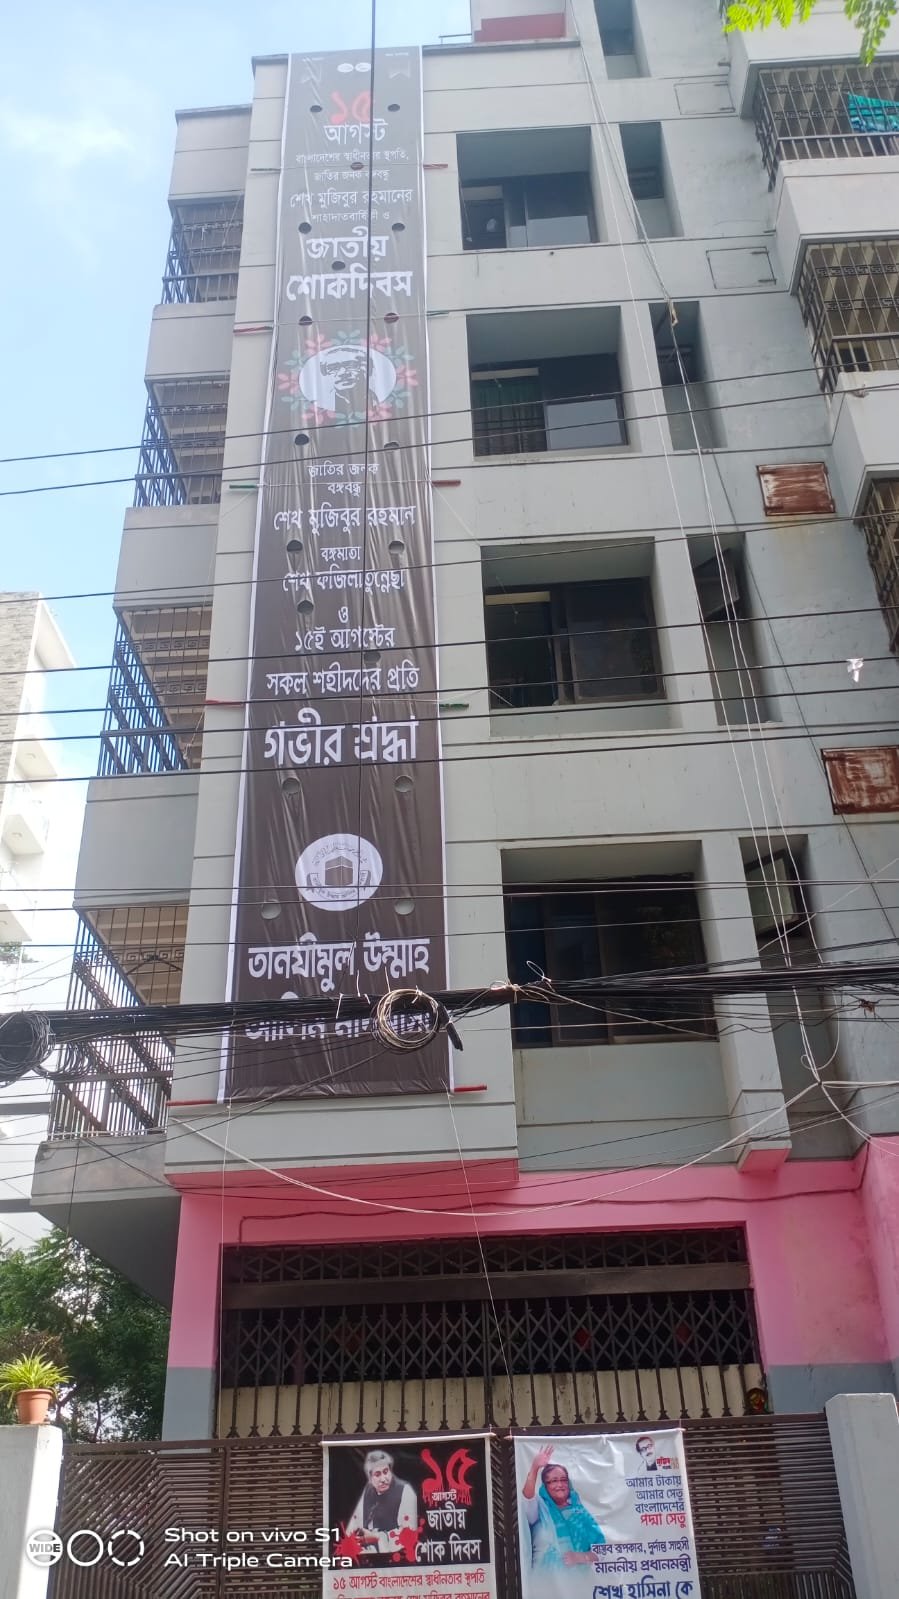 ১৫
আগস্ট
বাংলাদেশের স্বাধীনতার স্থপতি,
জাতির জনক বঙ্গবন্ধু
শেখ মুজিবুর রহমানের
শাহাদাতবার্ষিকী ও
জাতীয়
শোকদিবস
জাতির জনক
বঙ্গবন্ধু
শেখ মুজিবুর রহমান
বঙ্গমাতা
শেখ ফজিলাতুন্নেছা
ও
১৫ই আগস্টের
সকল শহীদদের প্রতি
গভীর শ্রদ্ধা
তানযীমুল উম্মাহ
১৫
আগস্ট
জাতীয়
শোক দিবস
১৫ আগস্ট বাংলাদেশের স্বাধীনতার স্থপতি
আমার টাকায়
আমার সেতু
বাংলাদেশের
পদ্মা সেতু
বাস্তব রূপকার, দুর্দান্ত সাহসী
মাননীয় প্রধানমন্ত্রী
শেখ হাসিনা কে
WIDE
Shot on vivo S1
AI Triple Camera